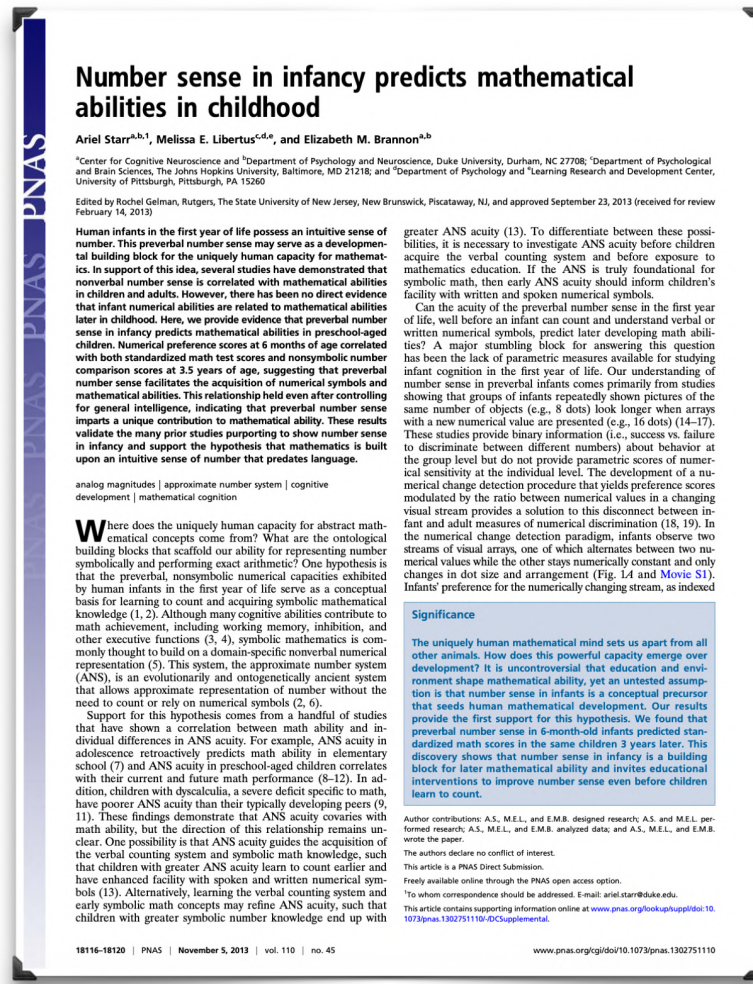 PNAS PNAS PNAS PNAS
Number sense in infancy predicts mathematical
abilities in childhood
Ariel Starra,b,1, Melissa E. Libertusc,d,e, and Elizabeth M. Brannona,b
aCenter for Cognitive Neuroscience and bDepartment of Psychology and Neuroscience, Duke University, Durham, NC 27708; cDepartment of Psychological
and Brain Sciences, The Johns Hopkins University, Baltimore, MD 21218; and dDepartment of Psychology and eLearning Research and Development Center,
University of Pittsburgh, Pittsburgh, PA 15260
Edited by Rochel Gelman, Rutgers, The State University of New Jersey, New Brunswick, Piscataway, NJ, and approved September 23, 2013 (received for review
February 14, 2013)
Human infants in the first year of life possess an intuitive sense of
number. This preverbal number sense may serve as a developmen-
tal building block for the uniquely human capacity for mathemat-
ics. In support of this idea, several studies have demonstrated that
nonverbal number sense is correlated with mathematical abilities
in children and adults. However, there has been no direct evidence
that infant numerical abilities are related to mathematical abilities
later in childhood. Here, we provide evidence that preverbal number
sense in infancy predicts mathematical abilities in preschool-aged
children. Numerical preference scores at 6 months of age correlated
with both standardized math test scores and nonsymbolic number
comparison scores at 3.5 years of age, suggesting that preverbal
number sense facilitates the acquisition of numerical symbols and
mathematical abilities. This relationship held even after controlling
for general intelligence, indicating that preverbal number sense
imparts a unique contribution to mathematical ability. These results
validate the many prior studies purporting to show number sense
in infancy and support the hypothesis that mathematics is built
upon an intuitive sense of number that predates language.
analog magnitudes | approximate number system | cognitive
development | mathematical cognition
Where does the uniquely human capacity for abstract math-
ematical concepts come from? What are the ontological
building blocks that scaffold our ability for representing number
symbolically and performing exact arithmetic? One hypothesis is
that the preverbal, nonsymbolic numerical capacities exhibited
by human infants in the first year of life serve as a conceptual
basis for learning to count and acquiring symbolic mathematical
knowledge (1, 2). Although many cognitive abilities contribute to
math achievement, including working memory, inhibition, and
other executive functions (3, 4), symbolic mathematics is com-
monly thought to build on a domain-specific nonverbal numerical
representation (5). This system, the approximate number system
(ANS), is an evolutionarily and ontogenetically ancient system
that allows approximate representation of number without the
need to count or rely on numerical symbols (2, 6).
Support for this hypothesis comes from a handful of studies
that have shown a correlation between math ability and in-
dividual differences in ANS acuity. For example, ANS acuity in
adolescence retroactively predicts math ability in elementary
school (7) and ANS acuity in preschool-aged children correlates
with their current and future math performance (8–12). In ad-
dition, children with dyscalculia, a severe deficit specific to math,
have poorer ANS acuity than their typically developing peers (9,
11). These findings demonstrate that ANS acuity covaries with
math ability, but the direction of this relationship remains un-
clear. One possibility is that ANS acuity guides the acquisition of
the verbal counting system and symbolic math knowledge, such
that children with greater ANS acuity learn to count earlier and
have enhanced facility with spoken and written numerical sym-
bols (13). Alternatively, learning the verbal counting system and
early symbolic math concepts may refine ANS acuity, such that
children with greater symbolic number knowledge end up with
greater ANS acuity (13). To differentiate between these possi-
bilities, it is necessary to investigate ANS acuity before children
acquire the verbal counting system and before exposure to
mathematics education. If the ANS is truly foundational for
symbolic math, then early ANS acuity should inform children's
facility with written and spoken numerical symbols.
Can the acuity of the preverbal number sense in the first year
of life, well before an infant can count and understand verbal or
written numerical symbols, predict later developing math abili-
ties? A major stumbling block for answering this question
has been the lack of parametric measures available for studying
infant cognition in the first year of life. Our understanding of
number sense in preverbal infants comes primarily from studies
showing that groups of infants repeatedly shown pictures of the
same number of objects (e.g., 8 dots) look longer when arrays
with a new numerical value are presented (e.g., 16 dots) (14–17).
These studies provide binary information (i.e., success vs. failure
to discriminate between different numbers) about behavior at
the group level but do not provide parametric scores of numer-
ical sensitivity at the individual level. The development of a nu-
merical change detection procedure that yields preference scores
modulated by the ratio between numerical values in a changing
visual stream provides a solution to this disconnect between in-
fant and adult measures of numerical discrimination (18, 19). In
the numerical change detection paradigm, infants observe two
streams of visual arrays, one of which alternates between two nu-
merical values while the other stays numerically constant and only
changes in dot size and arrangement (Fig. 1A and Movie S1).
Infants' preference for the numerically changing stream, as indexed
Significance
The uniquely human mathematical mind sets us apart from all
other animals. How does this powerful capacity emerge over
development? It is uncontroversial that education and envi-
ronment shape mathematical ability, yet an untested assump-
tion is that number sense in infants is a conceptual precursor
that seeds human mathematical development. Our results
provide the first support for this hypothesis. We found that
preverbal number sense in 6-month-old infants predicted stan-
dardized math scores in the same children 3 years later. This
discovery shows that number sense in infancy is a building
block for later mathematical ability and invites educational
interventions to improve number sense even before children
learn to count.
Author contributions: A.S., M.E.L., and E.M.B. designed research; A.S. and M.E.L. per-
formed research; A.S., M.E.L., and E.M.B. analyzed data; and A.S., M.E.L., and E.M.B.
wrote the paper.
The authors declare no conflict of interest.
This article is a PNAS Direct Submission.
Freely available online through the PNAS open access option.
1To whom correspondence should be addressed. E-mail: ariel.starr@duke.edu.
This article contains supporting information online at www.pnas.org/lookup/suppl/doi:10.
1073/pnas.1302751110/-/DCSupplemental.
18116–18120 | PNAS | November 5, 2013 | vol. 110 | no. 45
www.pnas.org/cgi/doi/10.1073/pnas.1302751110